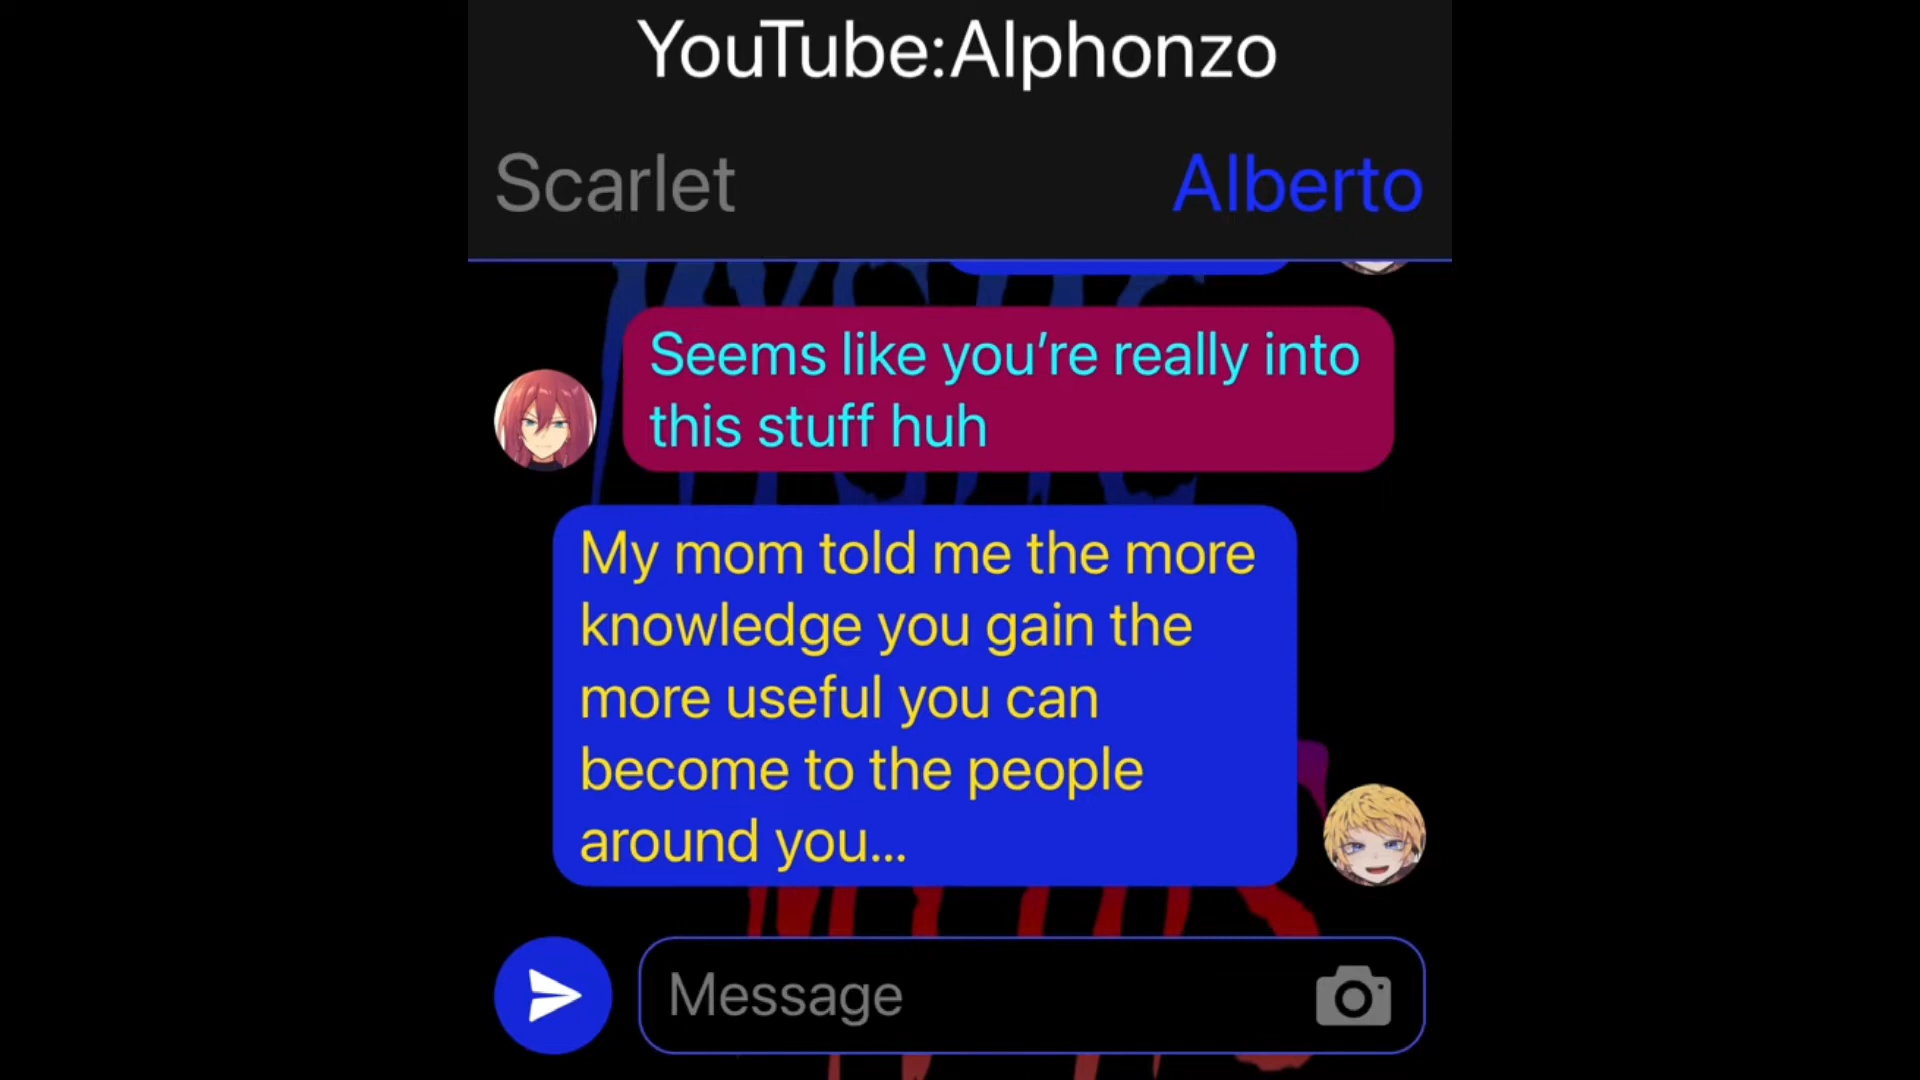 YouTube:Alphonzo
Scarlet
Alberto
Seems like you’re really into
this stuff huh
My mom told me the more
knowledge you gain the
more useful you can
become to the people
around you...
Message